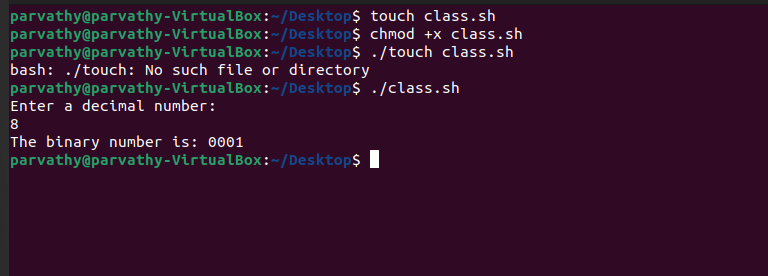 parvathy@parvathy-VirtualBox:~/Desktop$ touch class.sh
parvathy@parvathy-VirtualBox:~/Desktop$ chmod +x class.sh
parvathy@parvathy-VirtualBox:~/Desktop$ ./touch class.sh
bash: ./touch: No such file or directory
parvathy@parvathy-VirtualBox:~/Desktop$ ./class.sh
Enter a decimal number:
8
The binary number is: 0001
parvathy@parvathy-VirtualBox:~/Desktop$